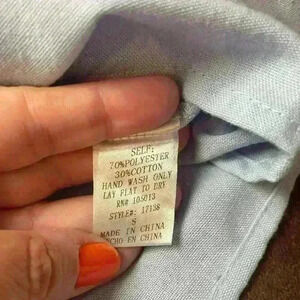 SELF:
70%POLYESTER
30%COTTON
HAND WASH ONLY
LAY FLAT TO DRY
RN# 105013
STYLE#: 17138
S
MADE IN CHINA
ECHO EN CHINA